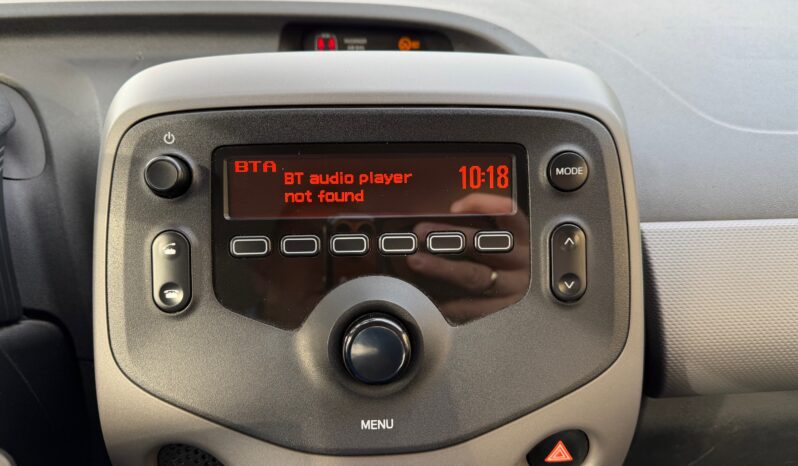 BTA
BT audio player
not found
10:18
MODE
MENU